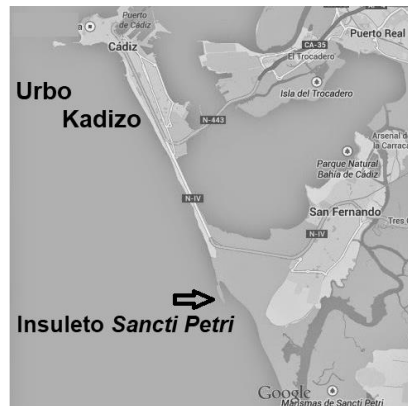 Puerto
de Cádiz
Cádiz
CA-35
Puerto Real
El Trocadero
Isla del Trocadero
Urbo
Kadizo
N-443
Arsenal de
la Carraca
Parque Natural
Bahía de Cádiz
San Fernando
N-IV
N-IV
Insuleto Sancti Petri
Google
Marismas de Sancti Petri